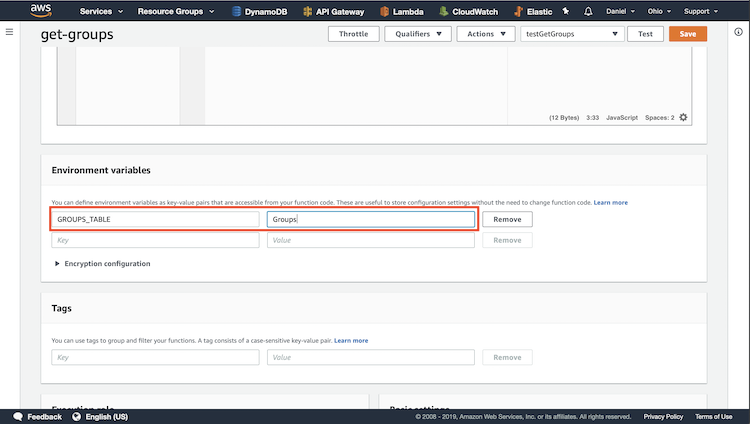 aws Services Resource Groups DynamoDB API Gateway Lambda CloudWatch Elastic Daniel Ohio Support
get-groups Throttle Qualifiers Actions testGetGroups Test Save
(12 Bytes) 3:33 JavaScript Spaces: 2
Environment variables
You can define environment variables as key-value pairs that are accessible from your function code. These are useful to store configuration settings without the need to change function code. Learn more
GROUPS_TABLE Groups Remove
Key Value Remove
Encryption configuration
Tags
You can use tags to group and filter your functions. A tag consists of a case-sensitive key-value pair. Learn more
Key Value Remove
Execution role Basic settings
Feedback English (US) © 2008 - 2019, Amazon Web Services, Inc. or its affiliates. All rights reserved. Privacy Policy Terms of Use